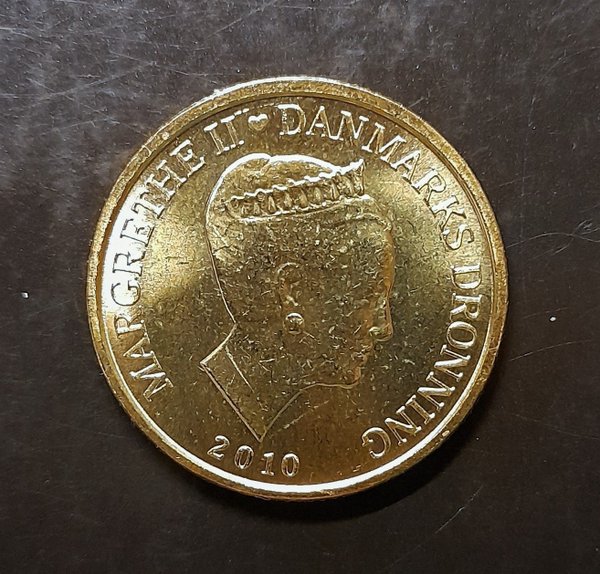 MARGRETHE II ♥ DANMARKS DRONNING
2010